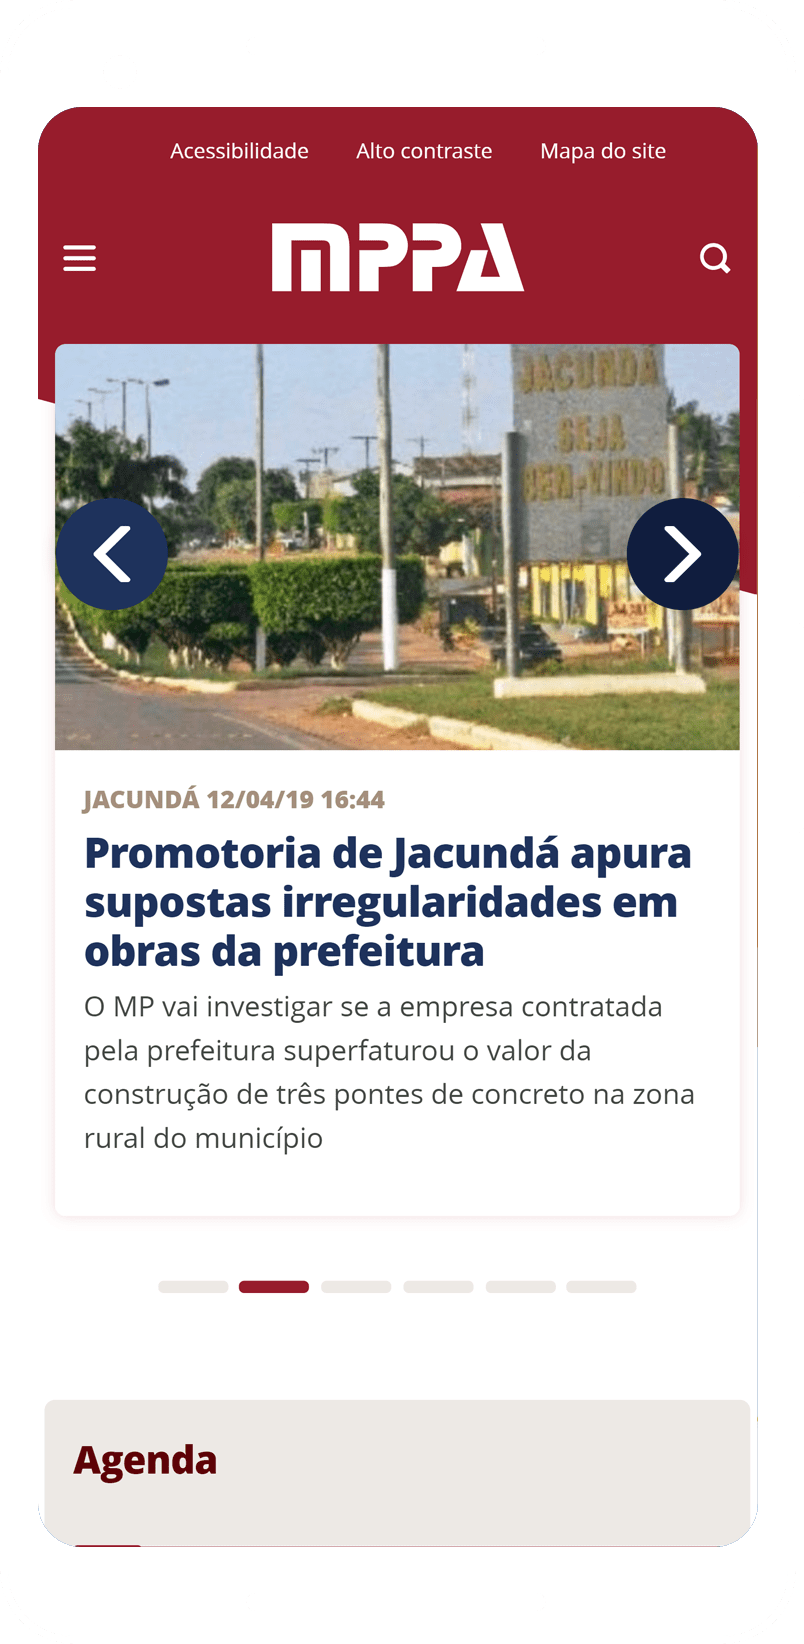 Acessibilidade Alto contraste Mapa do site
MPPA
JACUNDÁ
SEJA
BEM-VINDO
JACUNDÁ 12/04/19 16:44
Promotoria de Jacundá apura
supostas irregularidades em
obras da prefeitura
O MP vai investigar se a empresa contratada
pela prefeitura superfaturou o valor da
construção de três pontes de concreto na zona
rural do município
Agenda